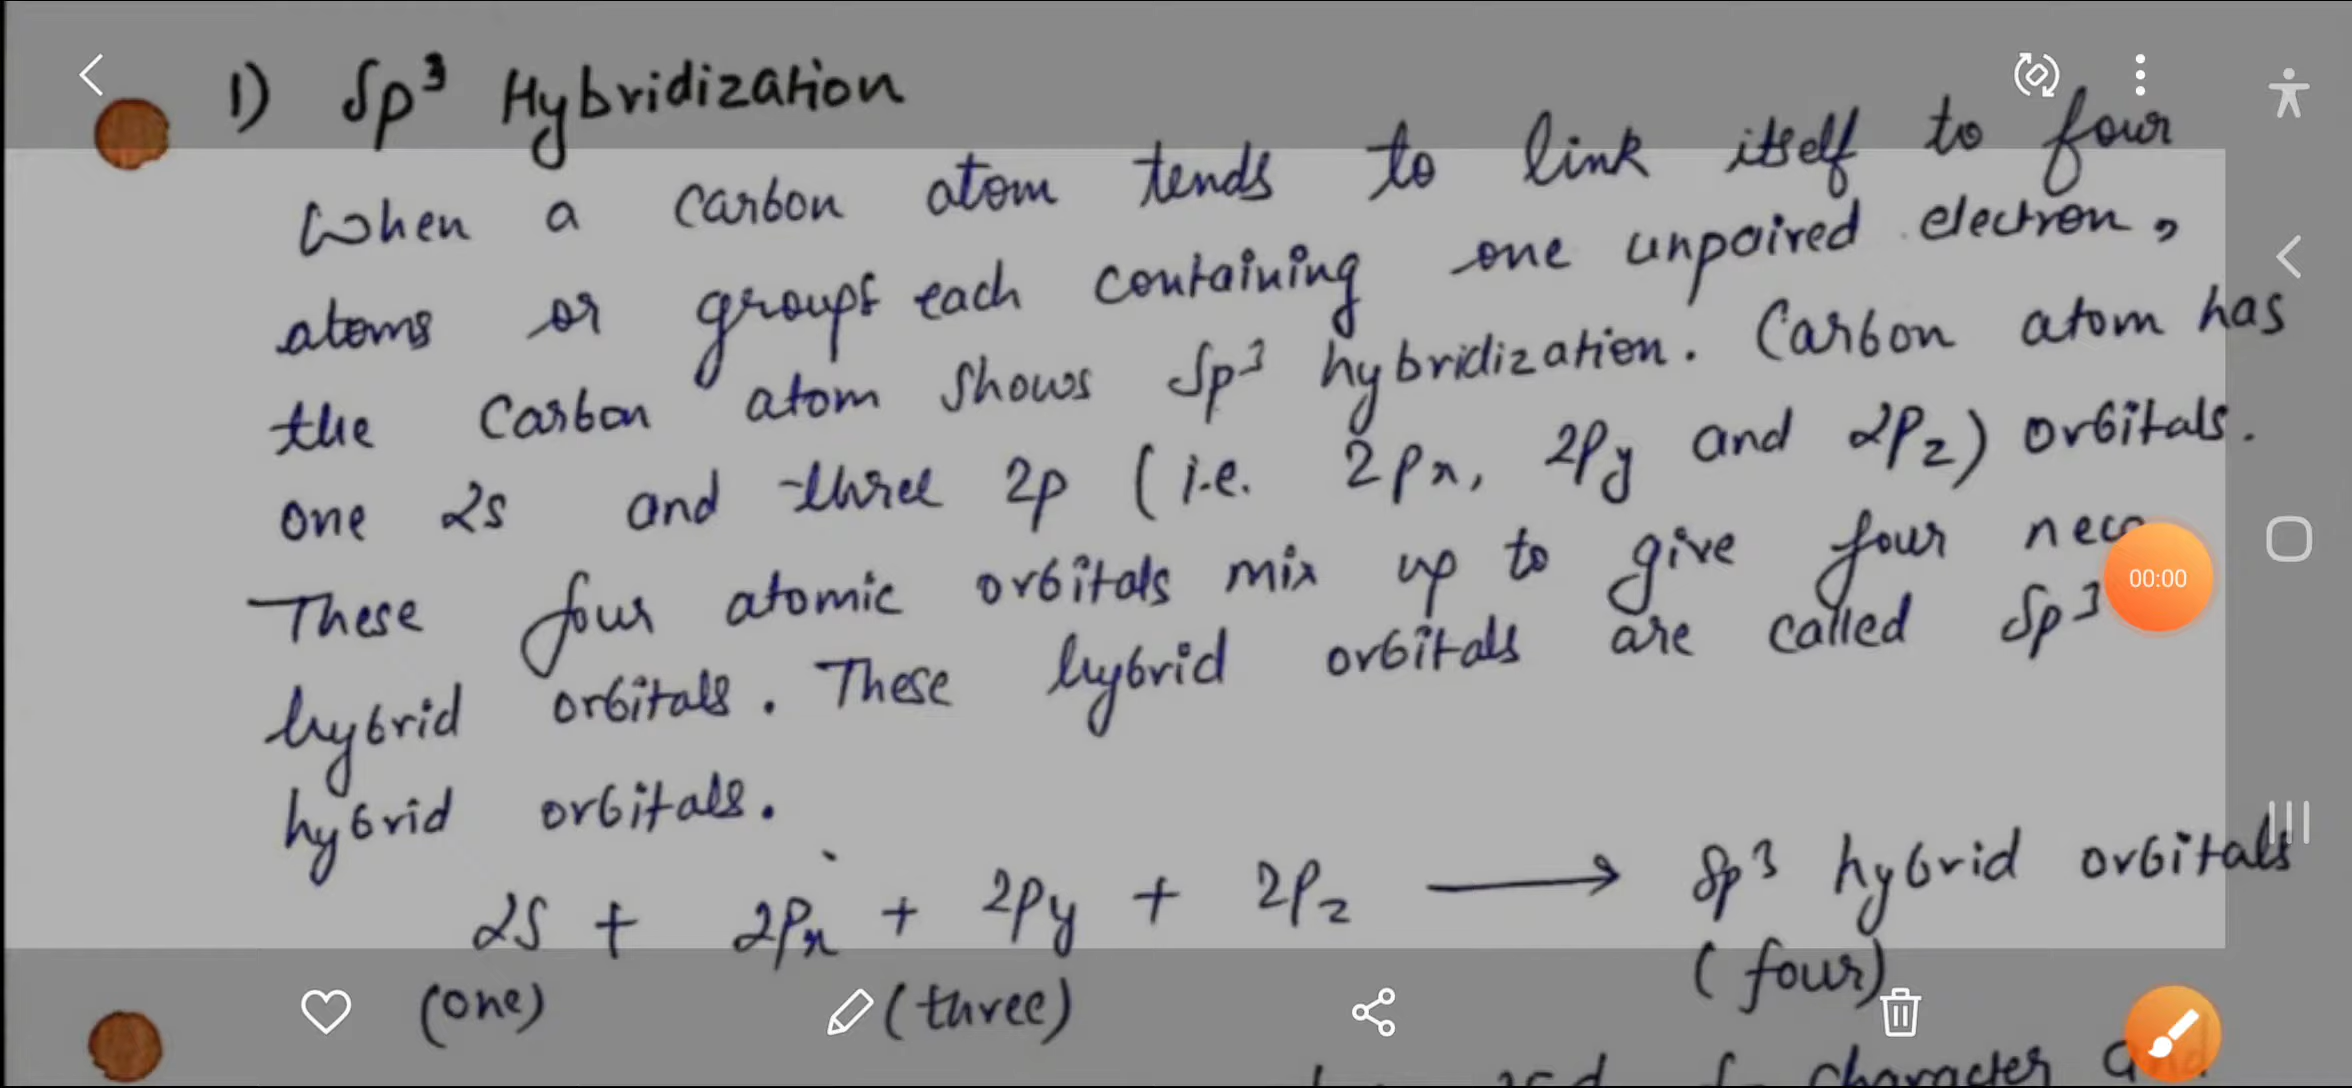 1) Sp³ Hybridization
When a carbon atom tends to link itself to four
atoms or groups each containing one unpaired electron,
the Carbon atom shows Sp³ hybridization. Carbon atom has
one 2s and three 2p (i.e. 2px, 2py and 2pz) orbitals.
These four atomic orbitals mix up to give four new
hybrid orbitals. These hybrid orbitals are called Sp³
hybrid orbitals.
2S + 2Px + 2Py + 2Pz ⟶ Sp³ hybrid orbitals
(one) (three) (four)
character
00:00